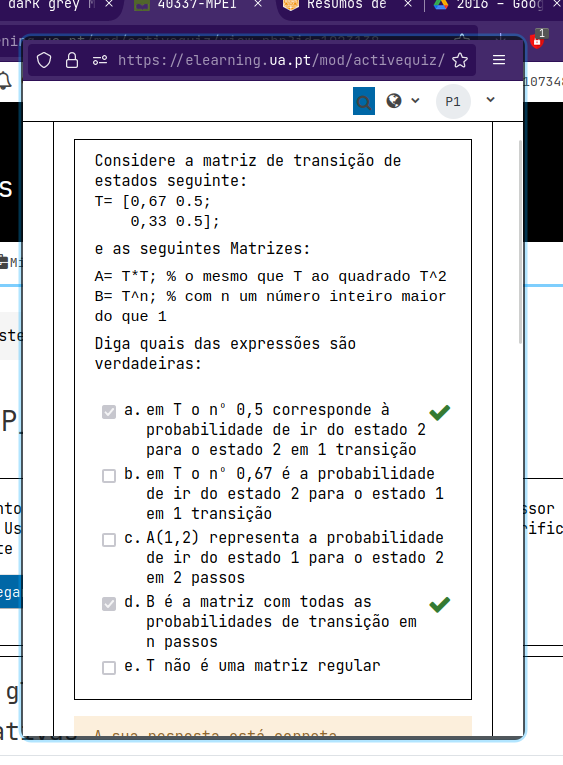 dark grey M
40337-MPEI
Resumos de
2016 – Goog
1
https://elearning.ua.pt/mod/activequiz/
P1
Considere a matriz de transição de
estados seguinte:
T= [0,67 0.5;
0,33 0.5];
e as seguintes Matrizes:
A= T*T; % o mesmo que T ao quadrado T^2
B= T^n; % com n um número inteiro maior
do que 1
Diga quais das expressões são
verdadeiras:
a. em T o nº 0,5 corresponde à
probabilidade de ir do estado 2
para o estado 2 em 1 transição
b. em T o nº 0,67 é a probabilidade
de ir do estado 2 para o estado 1
em 1 transição
c. A(1,2) representa a probabilidade
de ir do estado 1 para o estado 2
em 2 passos
d. B é a matriz com todas as
probabilidades de transição em
n passos
e. T não é uma matriz regular
A sua resposta está correta